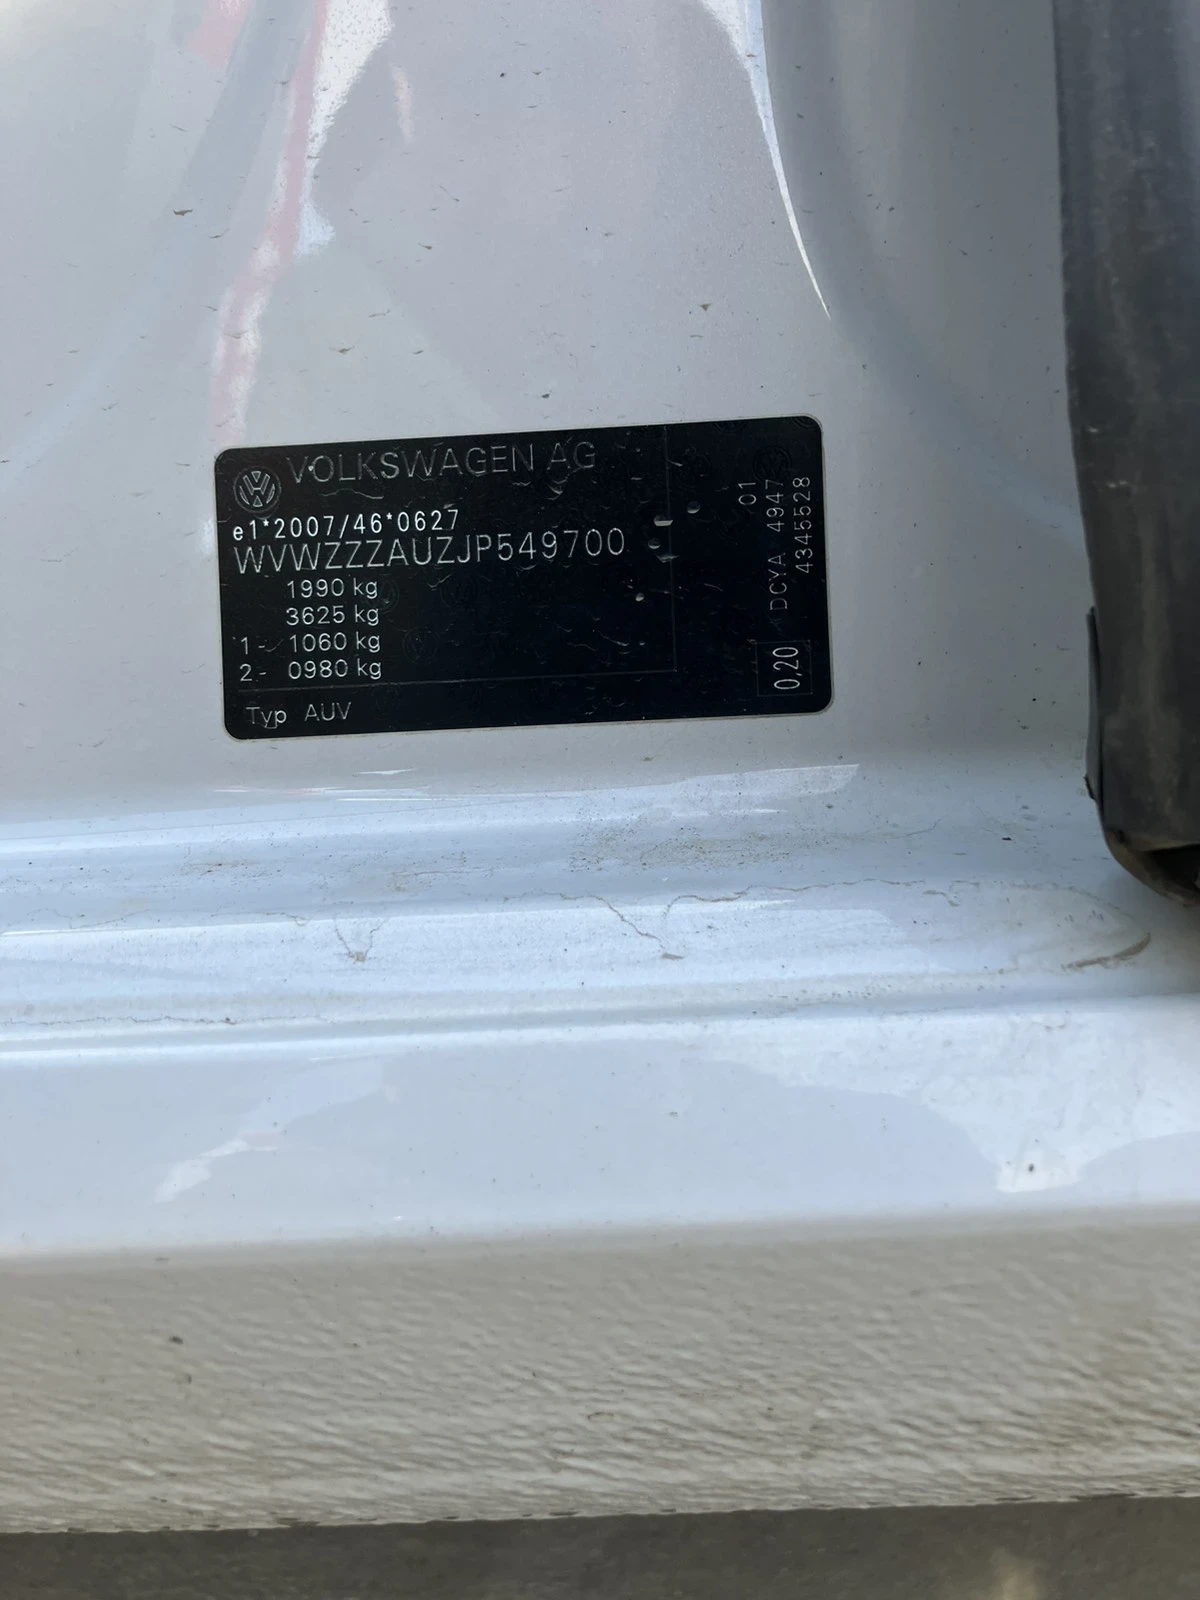 VOLKSWAGEN AG
e1*2007/46*0627
WVWZZZAUZJP549700
1990 kg
3625 kg
1- 1060 kg
2- 0980 kg
Typ AUV
01
DCYA 4947
4345528
0,20